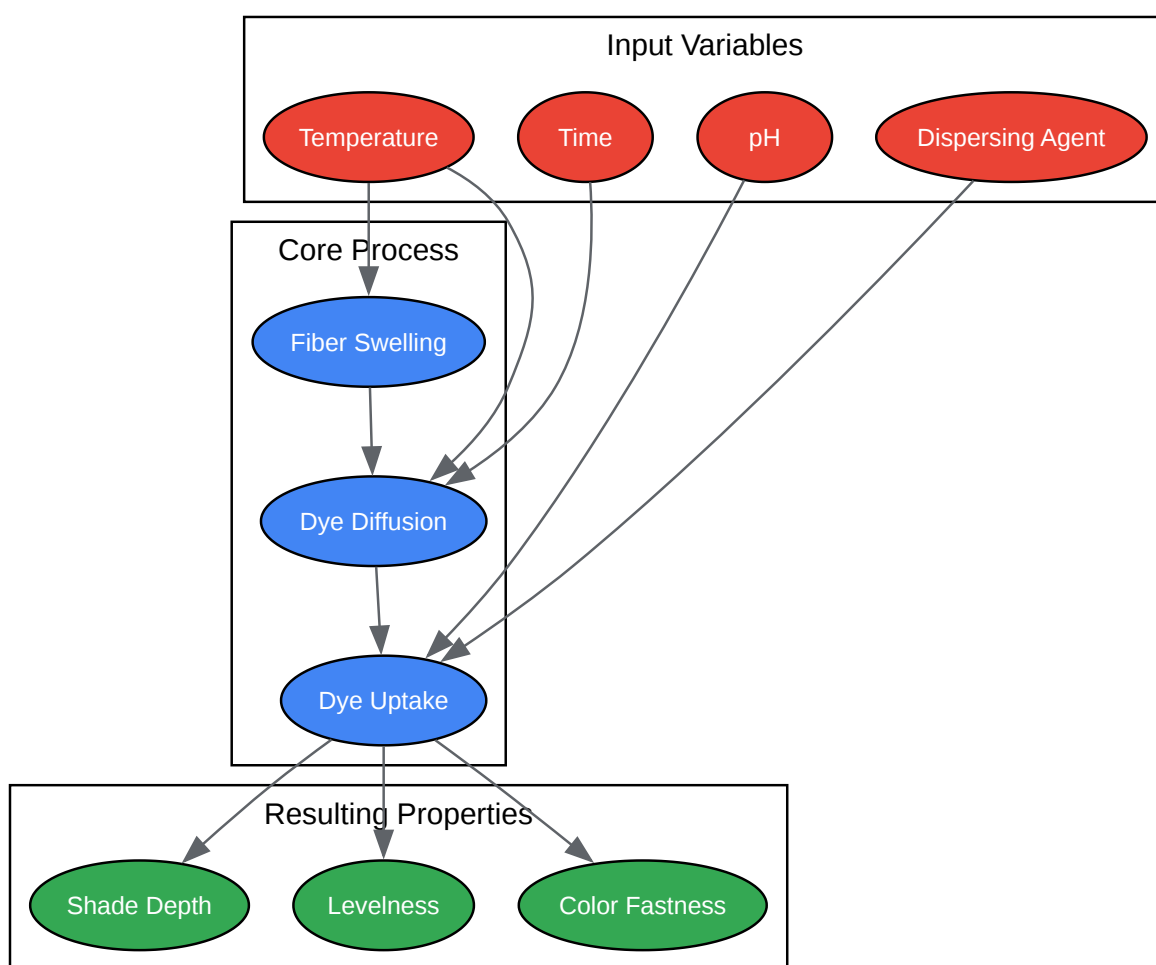 Input Variables
Temperature
Time
pH
Dispersing Agent
Core Process
Fiber Swelling
Dye Diffusion
Dye Uptake
Resulting Properties
Shade Depth
Levelness
Color Fastness